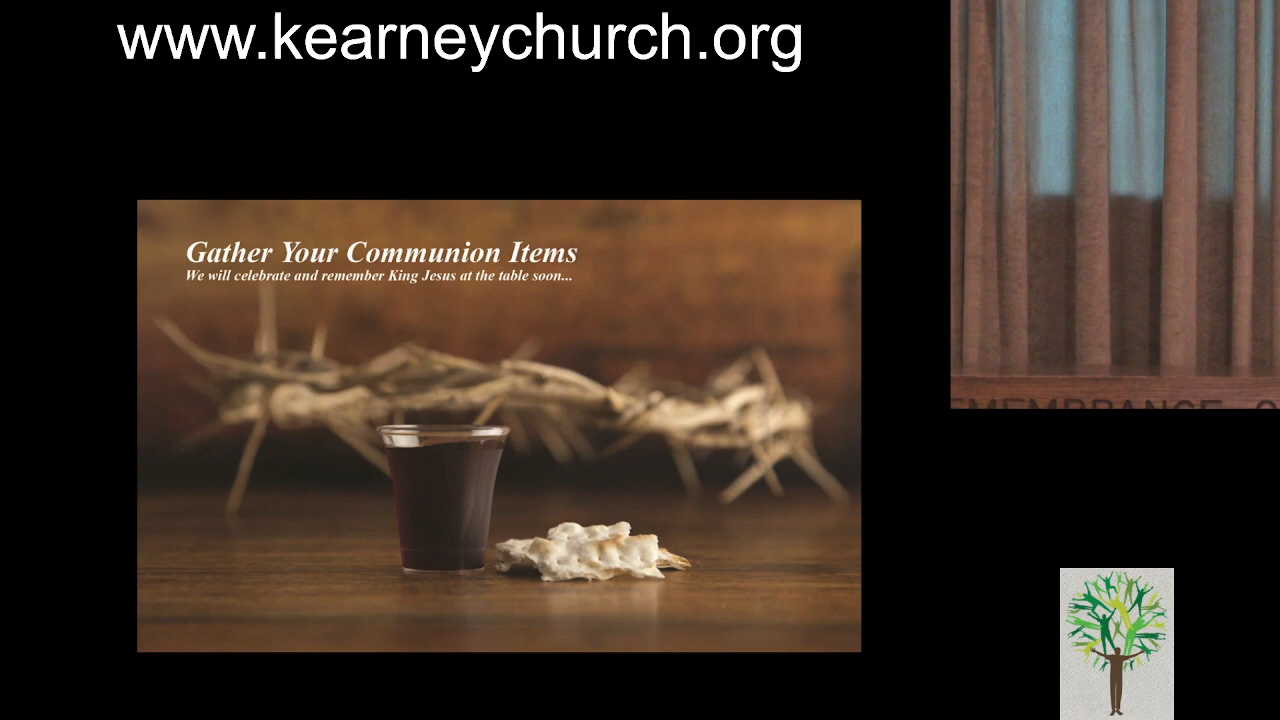 www.kearneychurch.org
Gather Your Communion Items
We will celebrate and remember King Jesus at the table soon...